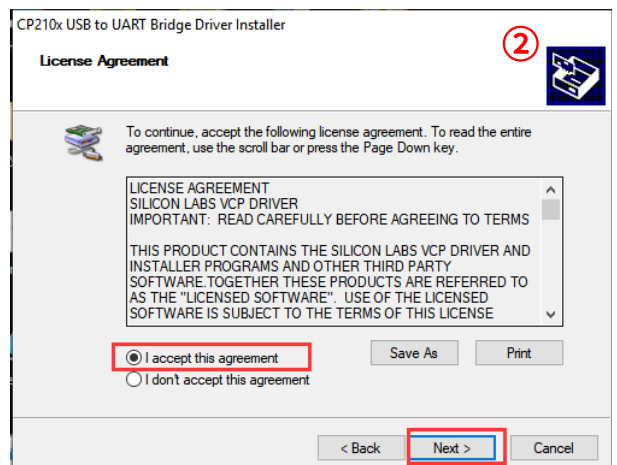 CP210x USB to UART Bridge Driver Installer
②
License Agreement
To continue, accept the following license agreement. To read the entire
agreement, use the scroll bar or press the Page Down key.
LICENSE AGREEMENT
SILICON LABS VCP DRIVER
IMPORTANT: READ CAREFULLY BEFORE AGREEING TO TERMS
THIS PRODUCT CONTAINS THE SILICON LABS VCP DRIVER AND
INSTALLER PROGRAMS AND OTHER THIRD PARTY
SOFTWARE.TOGETHER THESE PRODUCTS ARE REFERRED TO
AS THE "LICENSED SOFTWARE". USE OF THE LICENSED
SOFTWARE IS SUBJECT TO THE TERMS OF THIS LICENSE
I accept this agreement
Save As
Print
I don't accept this agreement
< Back
Next >
Cancel